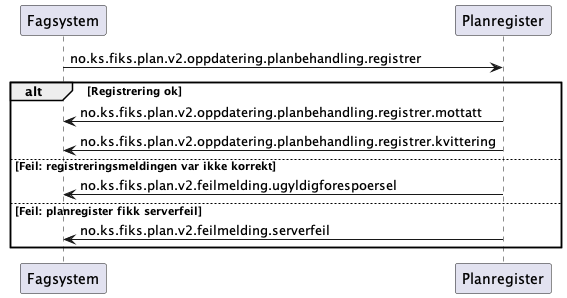 Fagsystem
Planregister
no.ks.fiks.plan.v2.oppdatering.planbehandling.registrer
alt
[Registrering ok]
no.ks.fiks.plan.v2.oppdatering.planbehandling.registrer.mottatt
no.ks.fiks.plan.v2.oppdatering.planbehandling.registrer.kvittering
[Feil: registreringsmeldingen var ikke korrekt]
no.ks.fiks.plan.v2.feilmelding.ugyldigforespoersel
[Feil: planregister fikk serverfeil]
no.ks.fiks.plan.v2.feilmelding.serverfeil
Fagsystem
Planregister